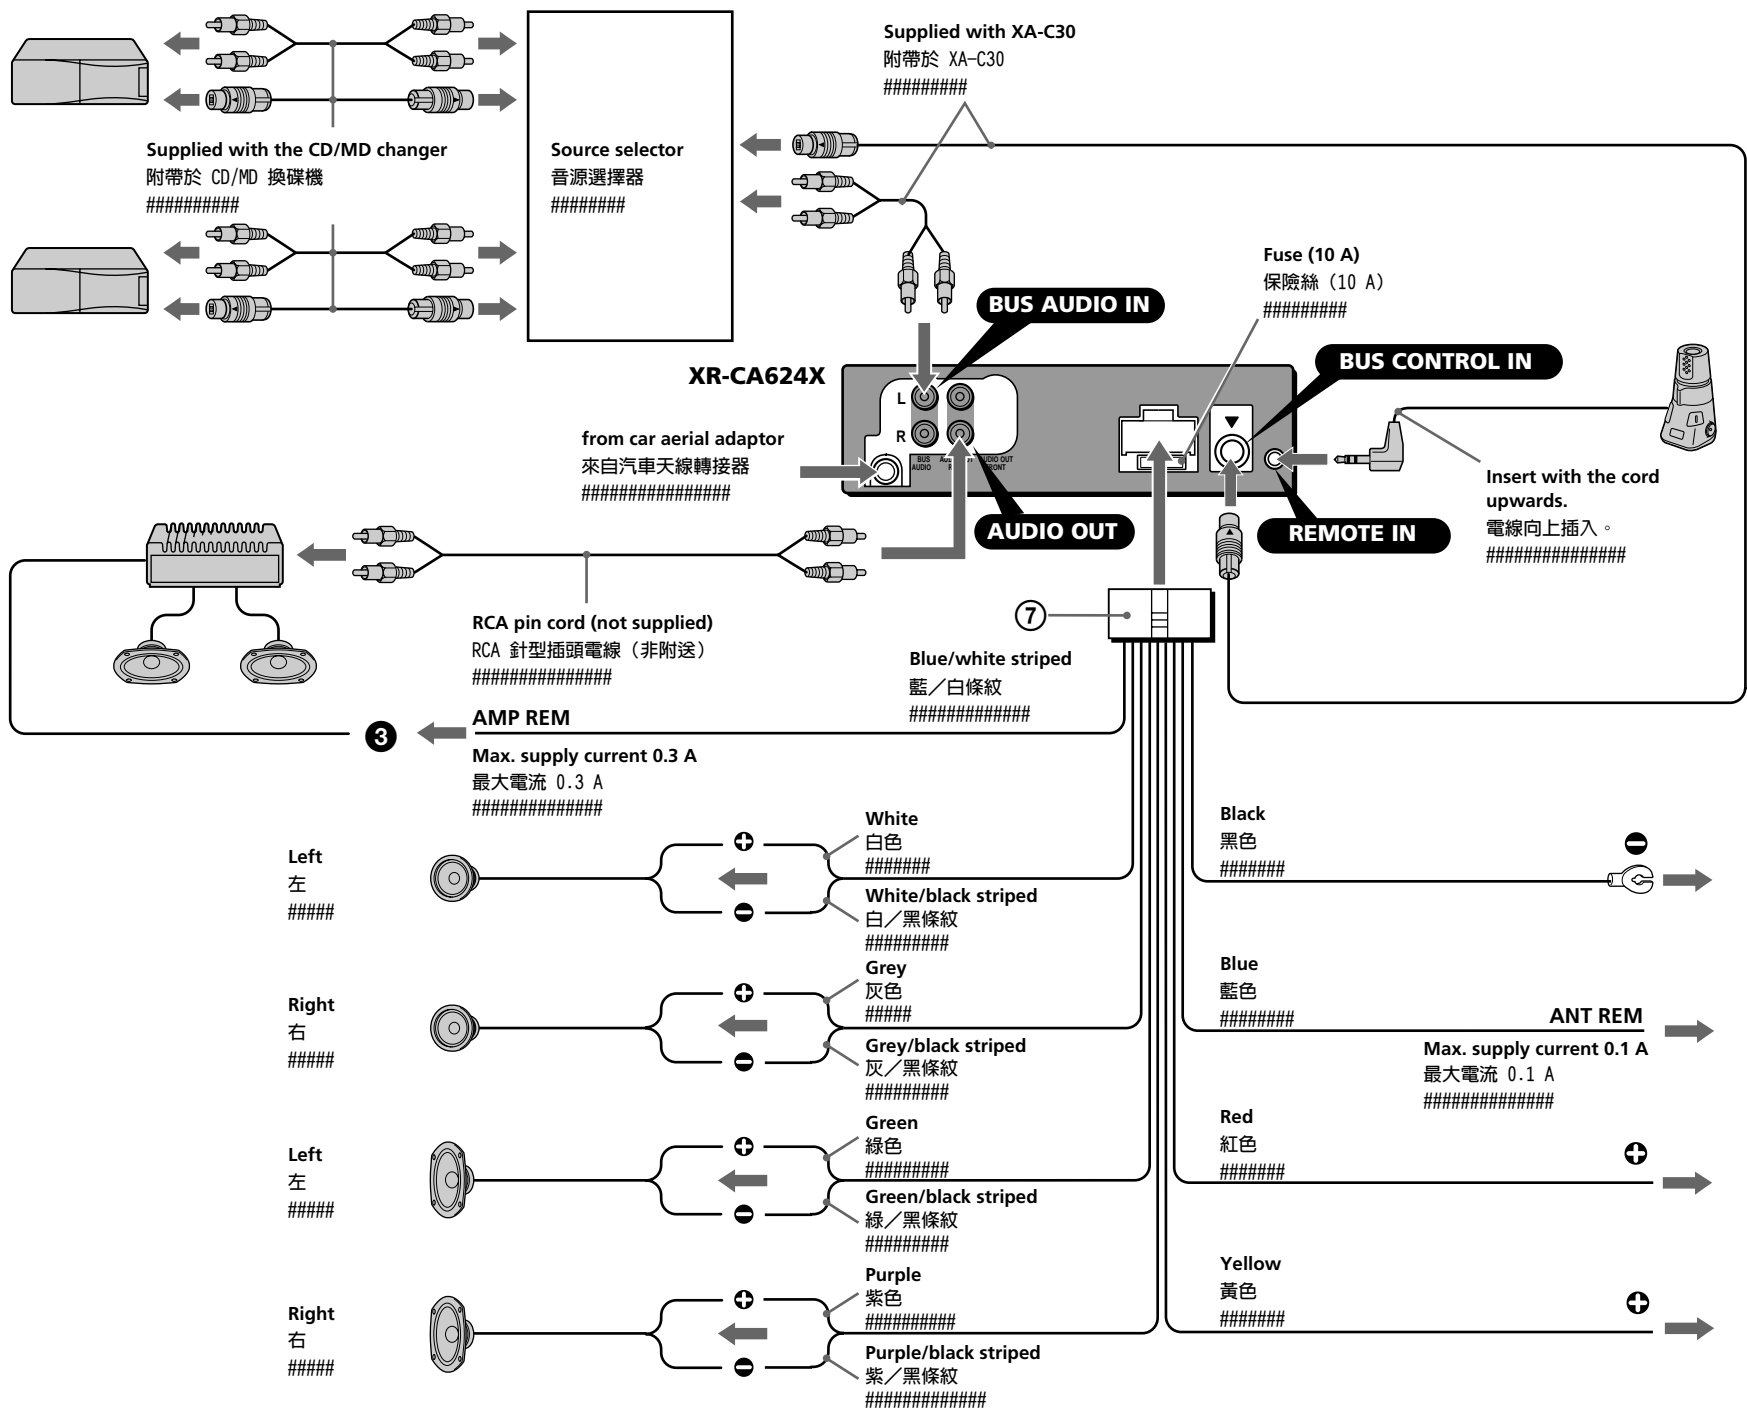 Supplied with XA-C30
附帶於 XA-C30
#########
Supplied with the CD/MD changer
附帶於 CD/MD 換碟機
##########
Source selector
音源選擇器
########
Fuse (10 A)
保險絲（10 A）
#########
BUS AUDIO IN
BUS CONTROL IN
XR-CA624X
L
R
BUS
AUDIO
AUDIO OUT
FRONT
from car aerial adaptor
來自汽車天線轉接器
################
AUDIO OUT
REMOTE IN
Insert with the cord
upwards.
電線向上插入。
###############
RCA pin cord (not supplied)
RCA 針型插頭電線（非附送）
###############
7
Blue/white striped
藍／白條紋
#############
3
AMP REM
Max. supply current 0.3 A
最大電流 0.3 A
##############
Left
左
#####
White
白色
#######
White/black striped
白／黑條紋
#########
Black
黑色
#######
Right
右
#####
Grey
灰色
#####
Grey/black striped
灰／黑條紋
#########
Blue
藍色
########
ANT REM
Max. supply current 0.1 A
最大電流 0.1 A
##############
Left
左
#####
Green
綠色
#########
Green/black striped
綠／黑條紋
#########
Red
紅色
#######
Right
右
#####
Purple
紫色
##########
Purple/black striped
紫／黑條紋
#############
Yellow
黃色
#######